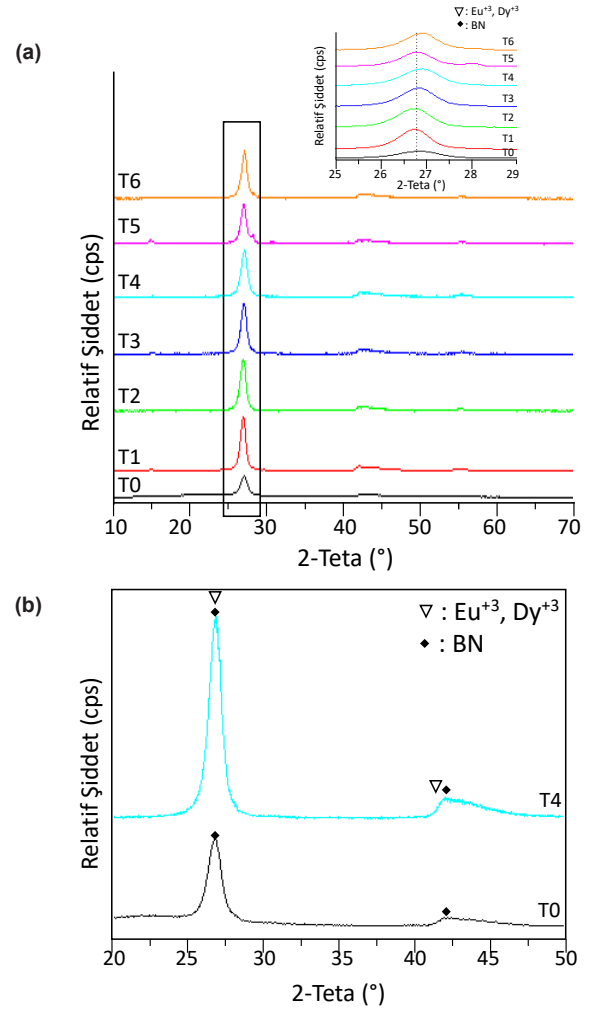 ▽: Eu⁺³, Dy⁺³
◆: BN
(a)
T6
T5
T4
T3
T2
T1
T0
Relatif Şiddet (cps)
25 26 27 28 29
2-Teta (°)
T6
T5
T4
T3
T2
T1
T0
Relatif Şiddet (cps)
10 20 30 40 50 60 70
2-Teta (°)
(b)
▽ : Eu⁺³, Dy⁺³
◆ : BN
Relatif Şiddet (cps)
T4
T0
20 25 30 35 40 45 50
2-Teta (°)